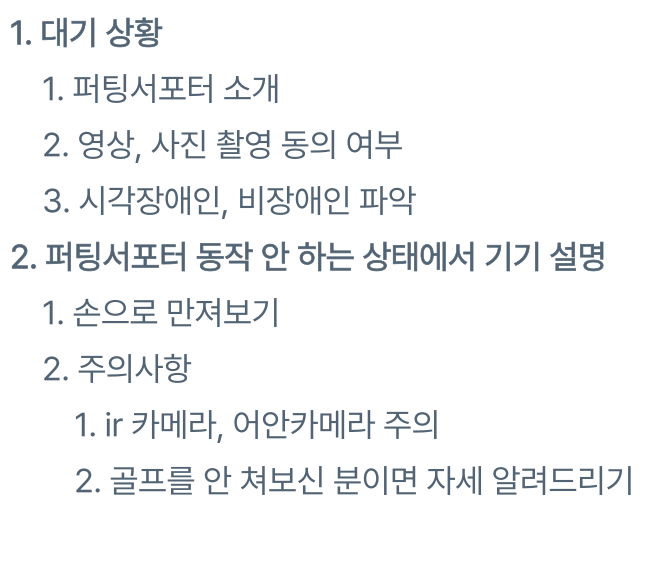 1. 대기 상황
1. 퍼팅서포터 소개
2. 영상, 사진 촬영 동의 여부
3. 시각장애인, 비장애인 파악
2. 퍼팅서포터 동작 안 하는 상태에서 기기 설명
1. 손으로 만져보기
2. 주의사항
1. ir 카메라, 어안카메라 주의
2. 골프를 안 쳐보신 분이면 자세 알려드리기